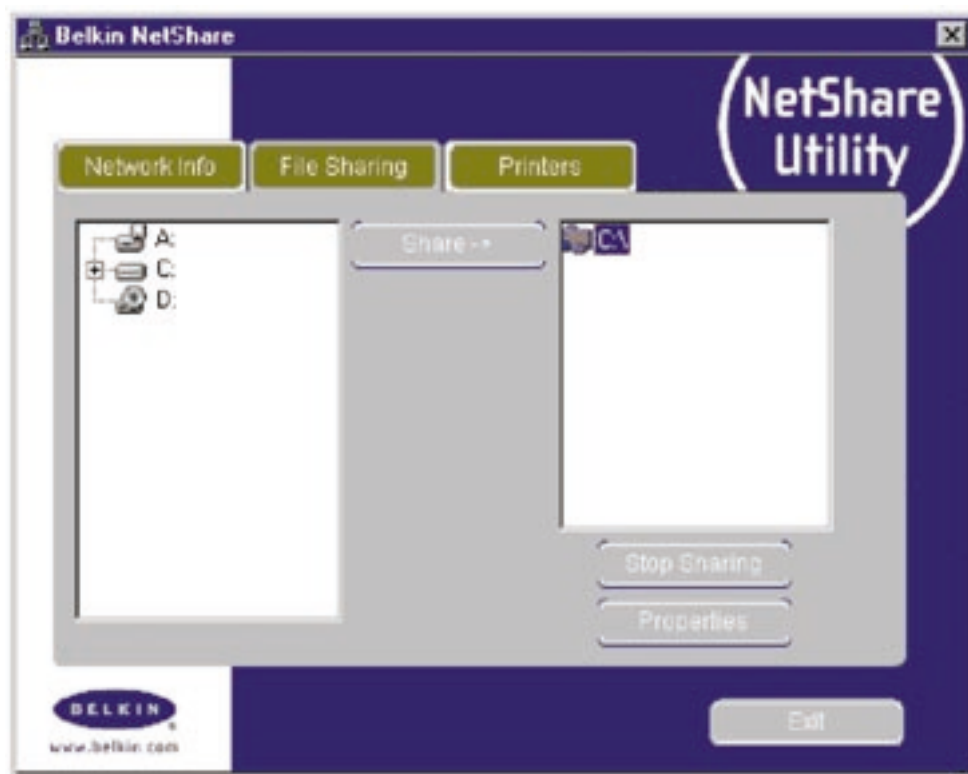 Belkin NetShare
NetShare
Utility
Network Info
File Sharing
Printers
A:
C:
D:
Share ->
C:\
Stop Sharing
Properties
BELKIN
www.belkin.com
Exit